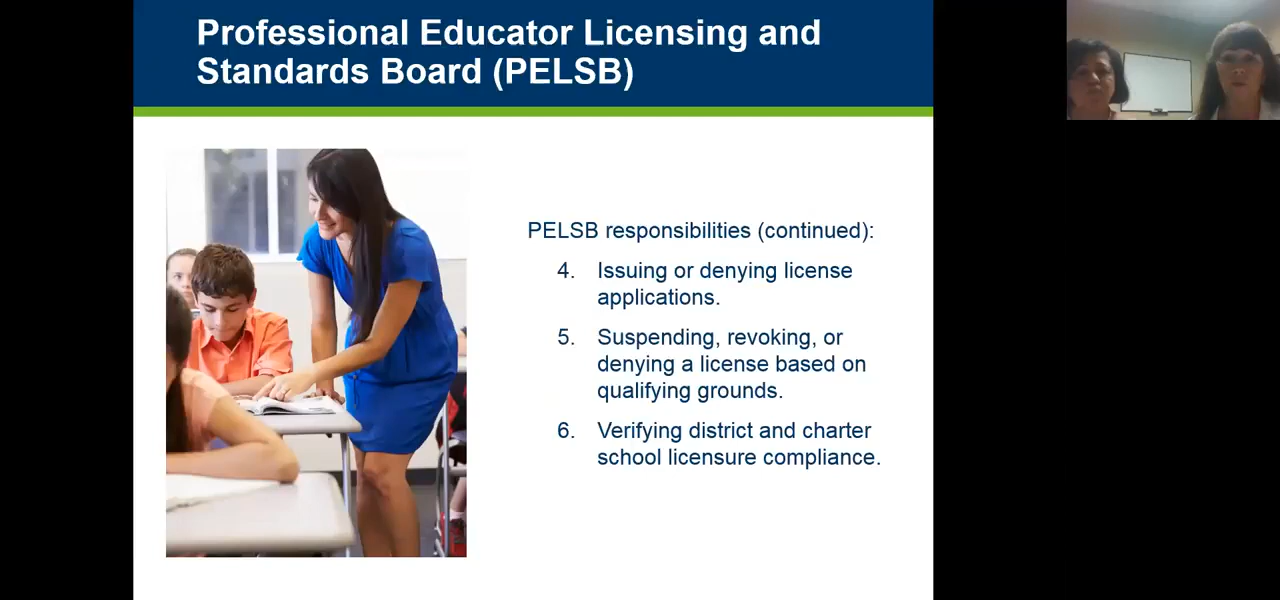 Professional Educator Licensing and
Standards Board (PELSB)
PELSB responsibilities (continued):
4. Issuing or denying license
applications.
5. Suspending, revoking, or
denying a license based on
qualifying grounds.
6. Verifying district and charter
school licensure compliance.